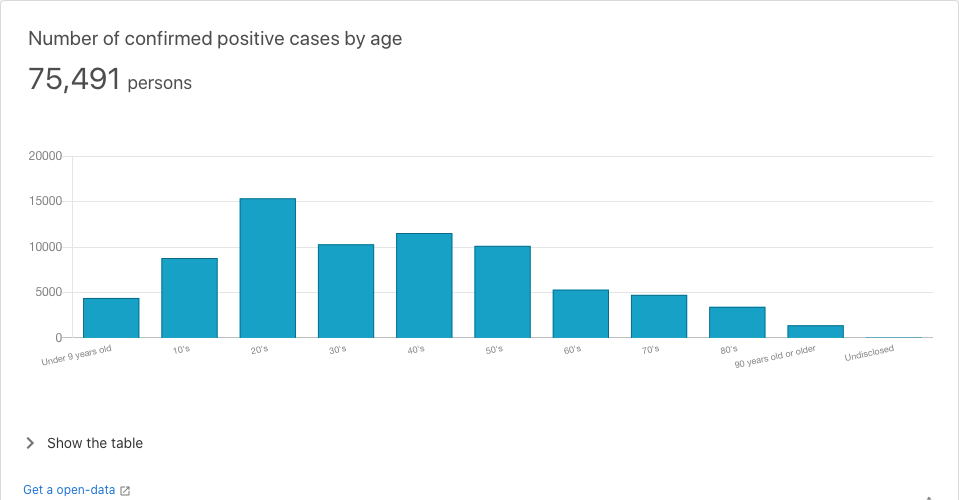 Number of confirmed positive cases by age
75,491 persons
20000
15000
10000
5000
0
Under 9 years old
10's
20's
30's
40's
50's
60's
70's
80's
90 years old or older
Undisclosed
Show the table
Get a open-data